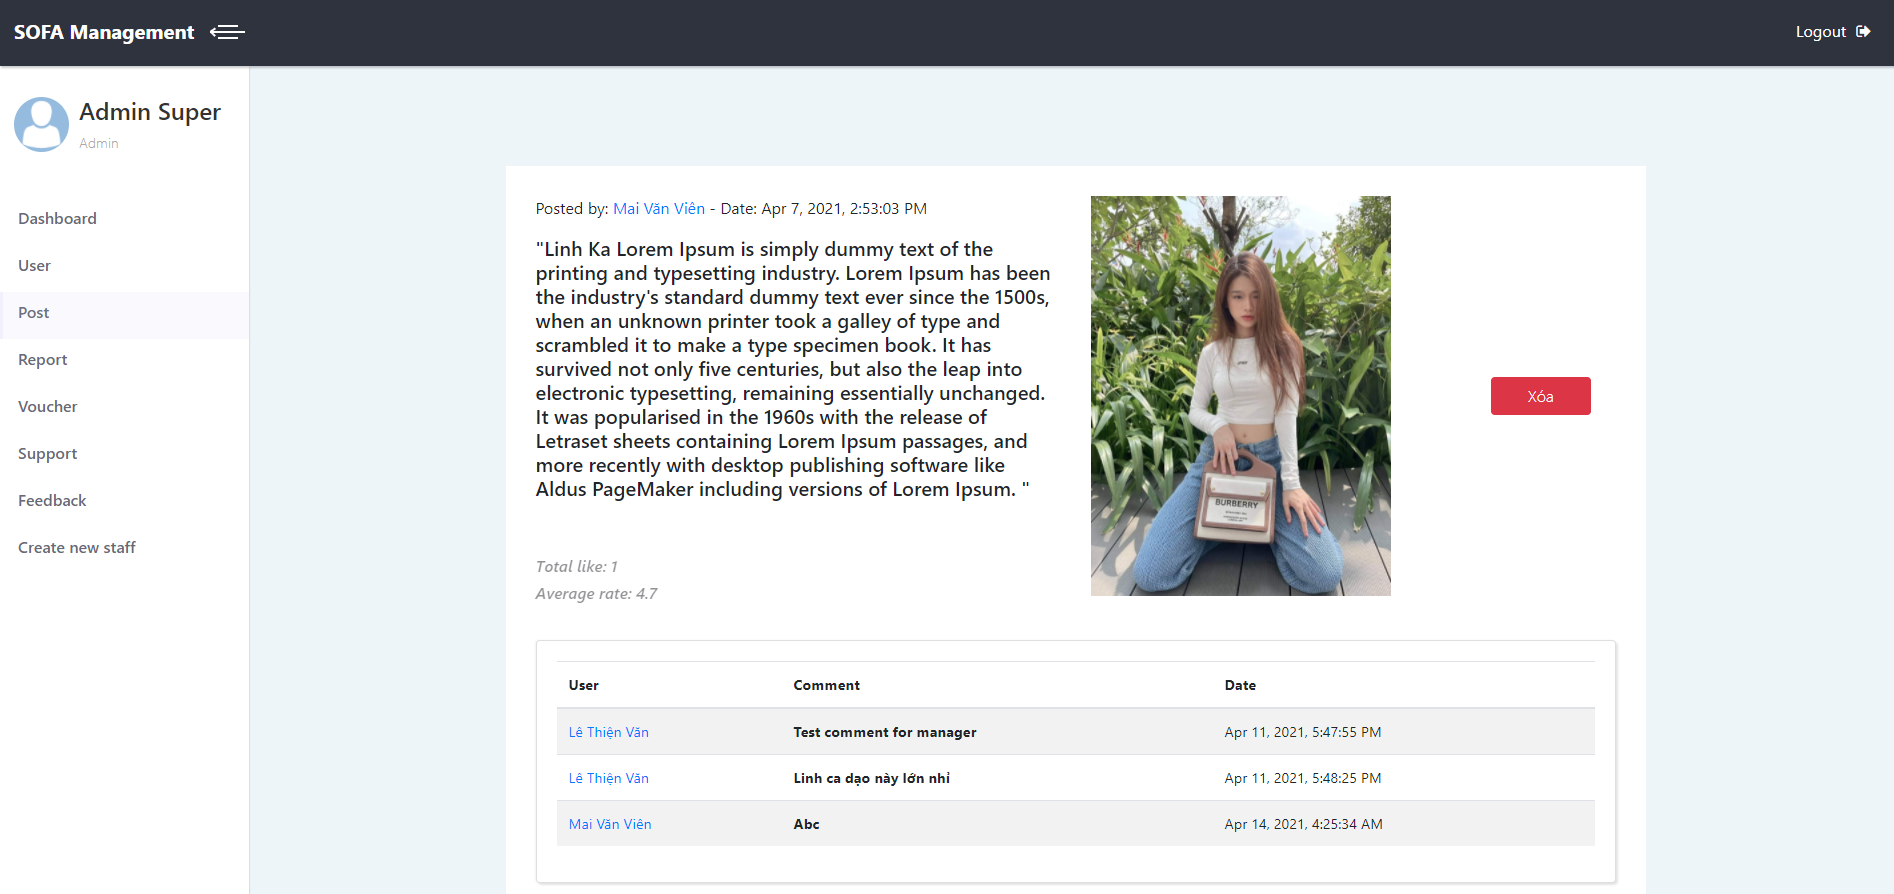 SOFA Management
Logout
Admin Super
Admin
Dashboard
User
Post
Report
Voucher
Support
Feedback
Create new staff
Posted by: Mai Văn Viên - Date: Apr 7, 2021, 2:53:03 PM
"Linh Ka Lorem Ipsum is simply dummy text of the
printing and typesetting industry. Lorem Ipsum has been
the industry's standard dummy text ever since the 1500s,
when an unknown printer took a galley of type and
scrambled it to make a type specimen book. It has
survived not only five centuries, but also the leap into
electronic typesetting, remaining essentially unchanged.
It was popularised in the 1960s with the release of
Letraset sheets containing Lorem Ipsum passages, and
more recently with desktop publishing software like
Aldus PageMaker including versions of Lorem Ipsum. "
Total like: 1
Average rate: 4.7
BURBERRY
Xóa
User Comment Date
Lê Thiện Văn Test comment for manager Apr 11, 2021, 5:47:55 PM
Lê Thiện Văn Linh ca dạo này lớn nhỉ Apr 11, 2021, 5:48:25 PM
Mai Văn Viên Abc Apr 14, 2021, 4:25:34 AM